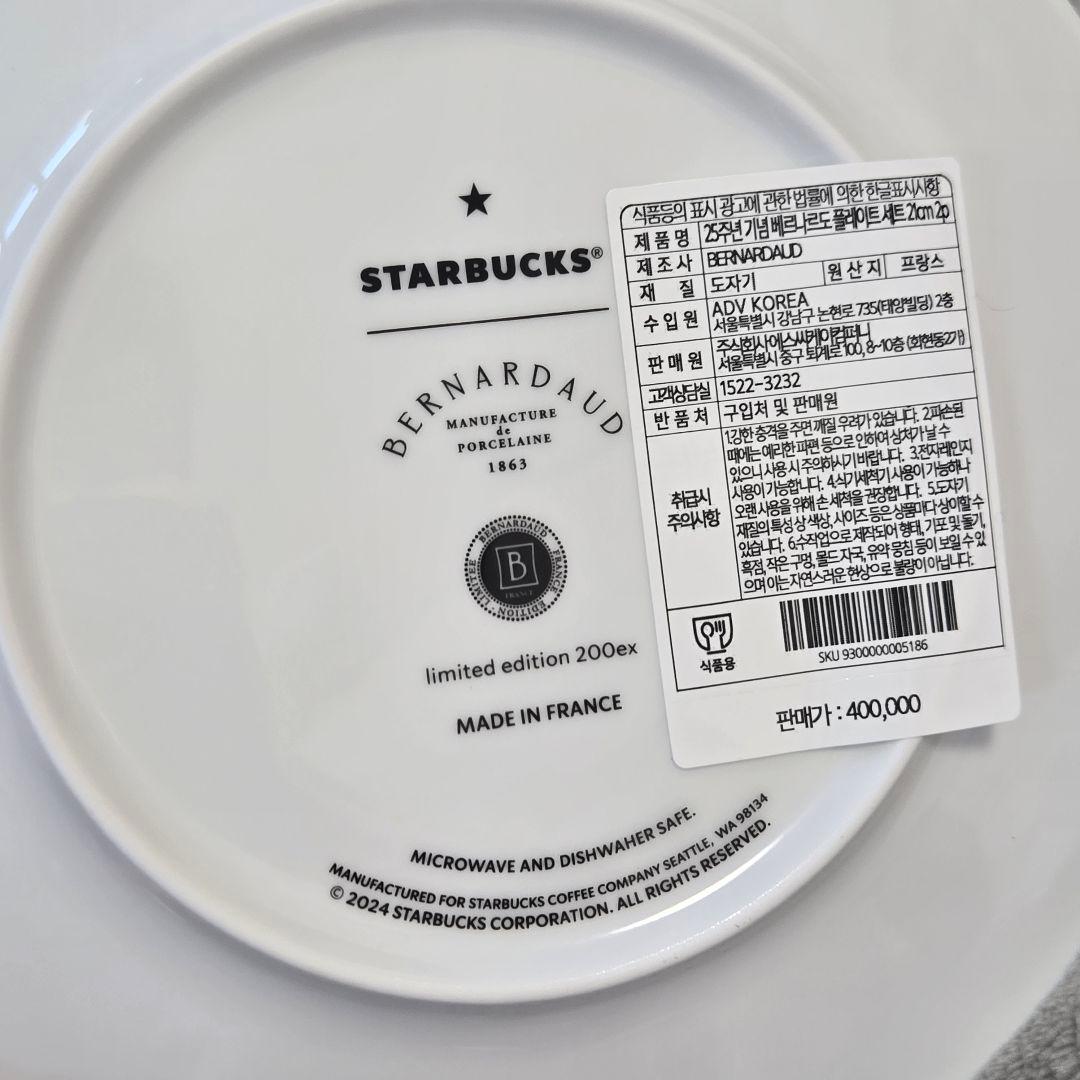 ★
STARBUCKS®
BERNARDAUD
MANUFACTURE
de
PORCELAINE
1863
BERNARDAUD FRANCE EDITION LIMITÉE
B
FRANCE
limited edition 200ex
MADE IN FRANCE
MICROWAVE AND DISHWAHER SAFE.
MANUFACTURED FOR STARBUCKS COFFEE COMPANY SEATTLE, WA 98134
© 2024 STARBUCKS CORPORATION. ALL RIGHTS RESERVED.
식품등의 표시 광고에 관한 법률에 의한 한글표시사항
제품명 25주년 기념 베르나르도 플레이트 세트 21cm 2p
제조사 BERNARDAUD
재 질 도자기 원산지 프랑스
수입원 ADV KOREA
서울특별시 강남구 논현로 735(태양빌딩) 2층
판매원 주식회사에스씨케이컴퍼니
서울특별시 중구 퇴계로 100, 8~10층 (회현동2가)
고객상담실 1522-3232
반품처 구입처 및 판매원
취급시
주의사항
1.강한 충격을 주면 깨질 우려가 있습니다. 2.파손된
때에는 예리한 파편 등으로 인하여 상처가 날 수
있으니 사용 시 주의하시기 바랍니다. 3.전자레인지
사용이 가능합니다. 4.식기세척기 사용이 가능하나
오랜 사용을 위해 손 세척을 권장합니다. 5.도자기
재질의 특성 상 색상, 사이즈 등은 상품마다 상이할 수
있습니다. 6.수작업으로 제작되어 형태, 기포 및 돌기,
흑점, 작은 구멍, 몰드 자국, 유약 뭉침 등이 보일 수 있
으며 이는 자연스러운 현상으로 불량이 아닙니다.
식품용
SKU 9300000005186
판매가 : 400,000